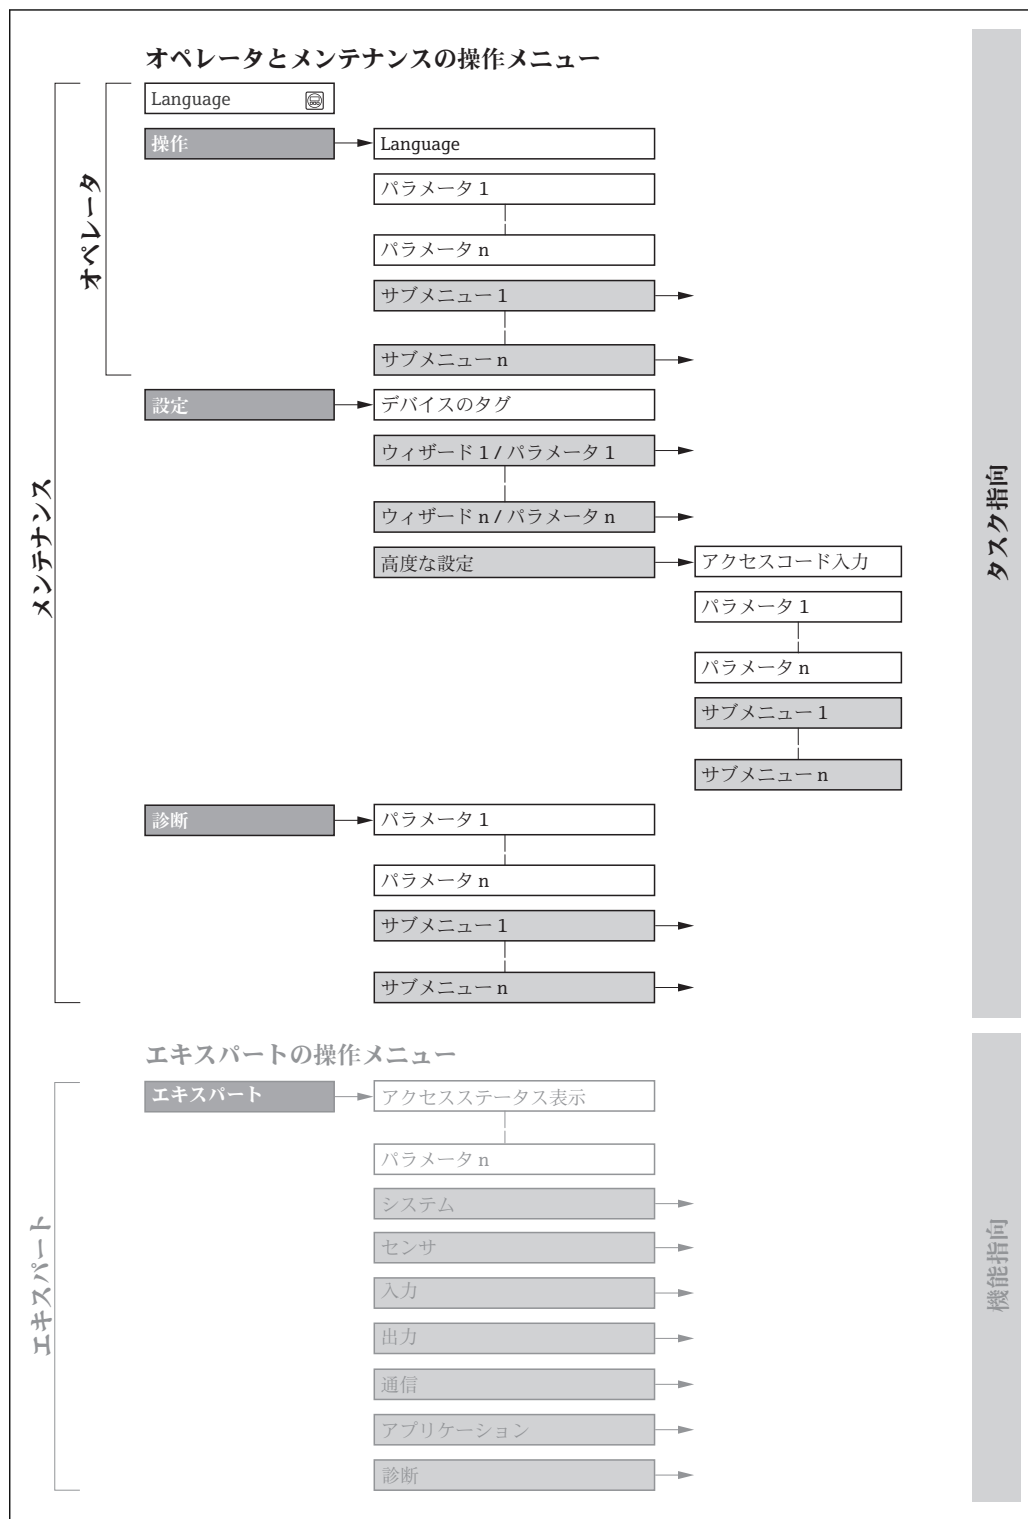 オペレータとメンテナンスの操作メニュー
Language
操作
Language
パラメータ 1
パラメータ n
サブメニュー 1
サブメニュー n
オペレータ
設定
デバイスのタグ
ウィザード 1 / パラメータ 1
ウィザード n / パラメータ n
高度な設定
アクセスコード入力
パラメータ 1
パラメータ n
サブメニュー 1
サブメニュー n
メンテナンス
タスク指向
診断
パラメータ 1
パラメータ n
サブメニュー 1
サブメニュー n
エキスパートの操作メニュー
エキスパート
アクセスステータス表示
パラメータ n
システム
センサ
入力
出力
通信
アプリケーション
診断
エキスパート
機能指向